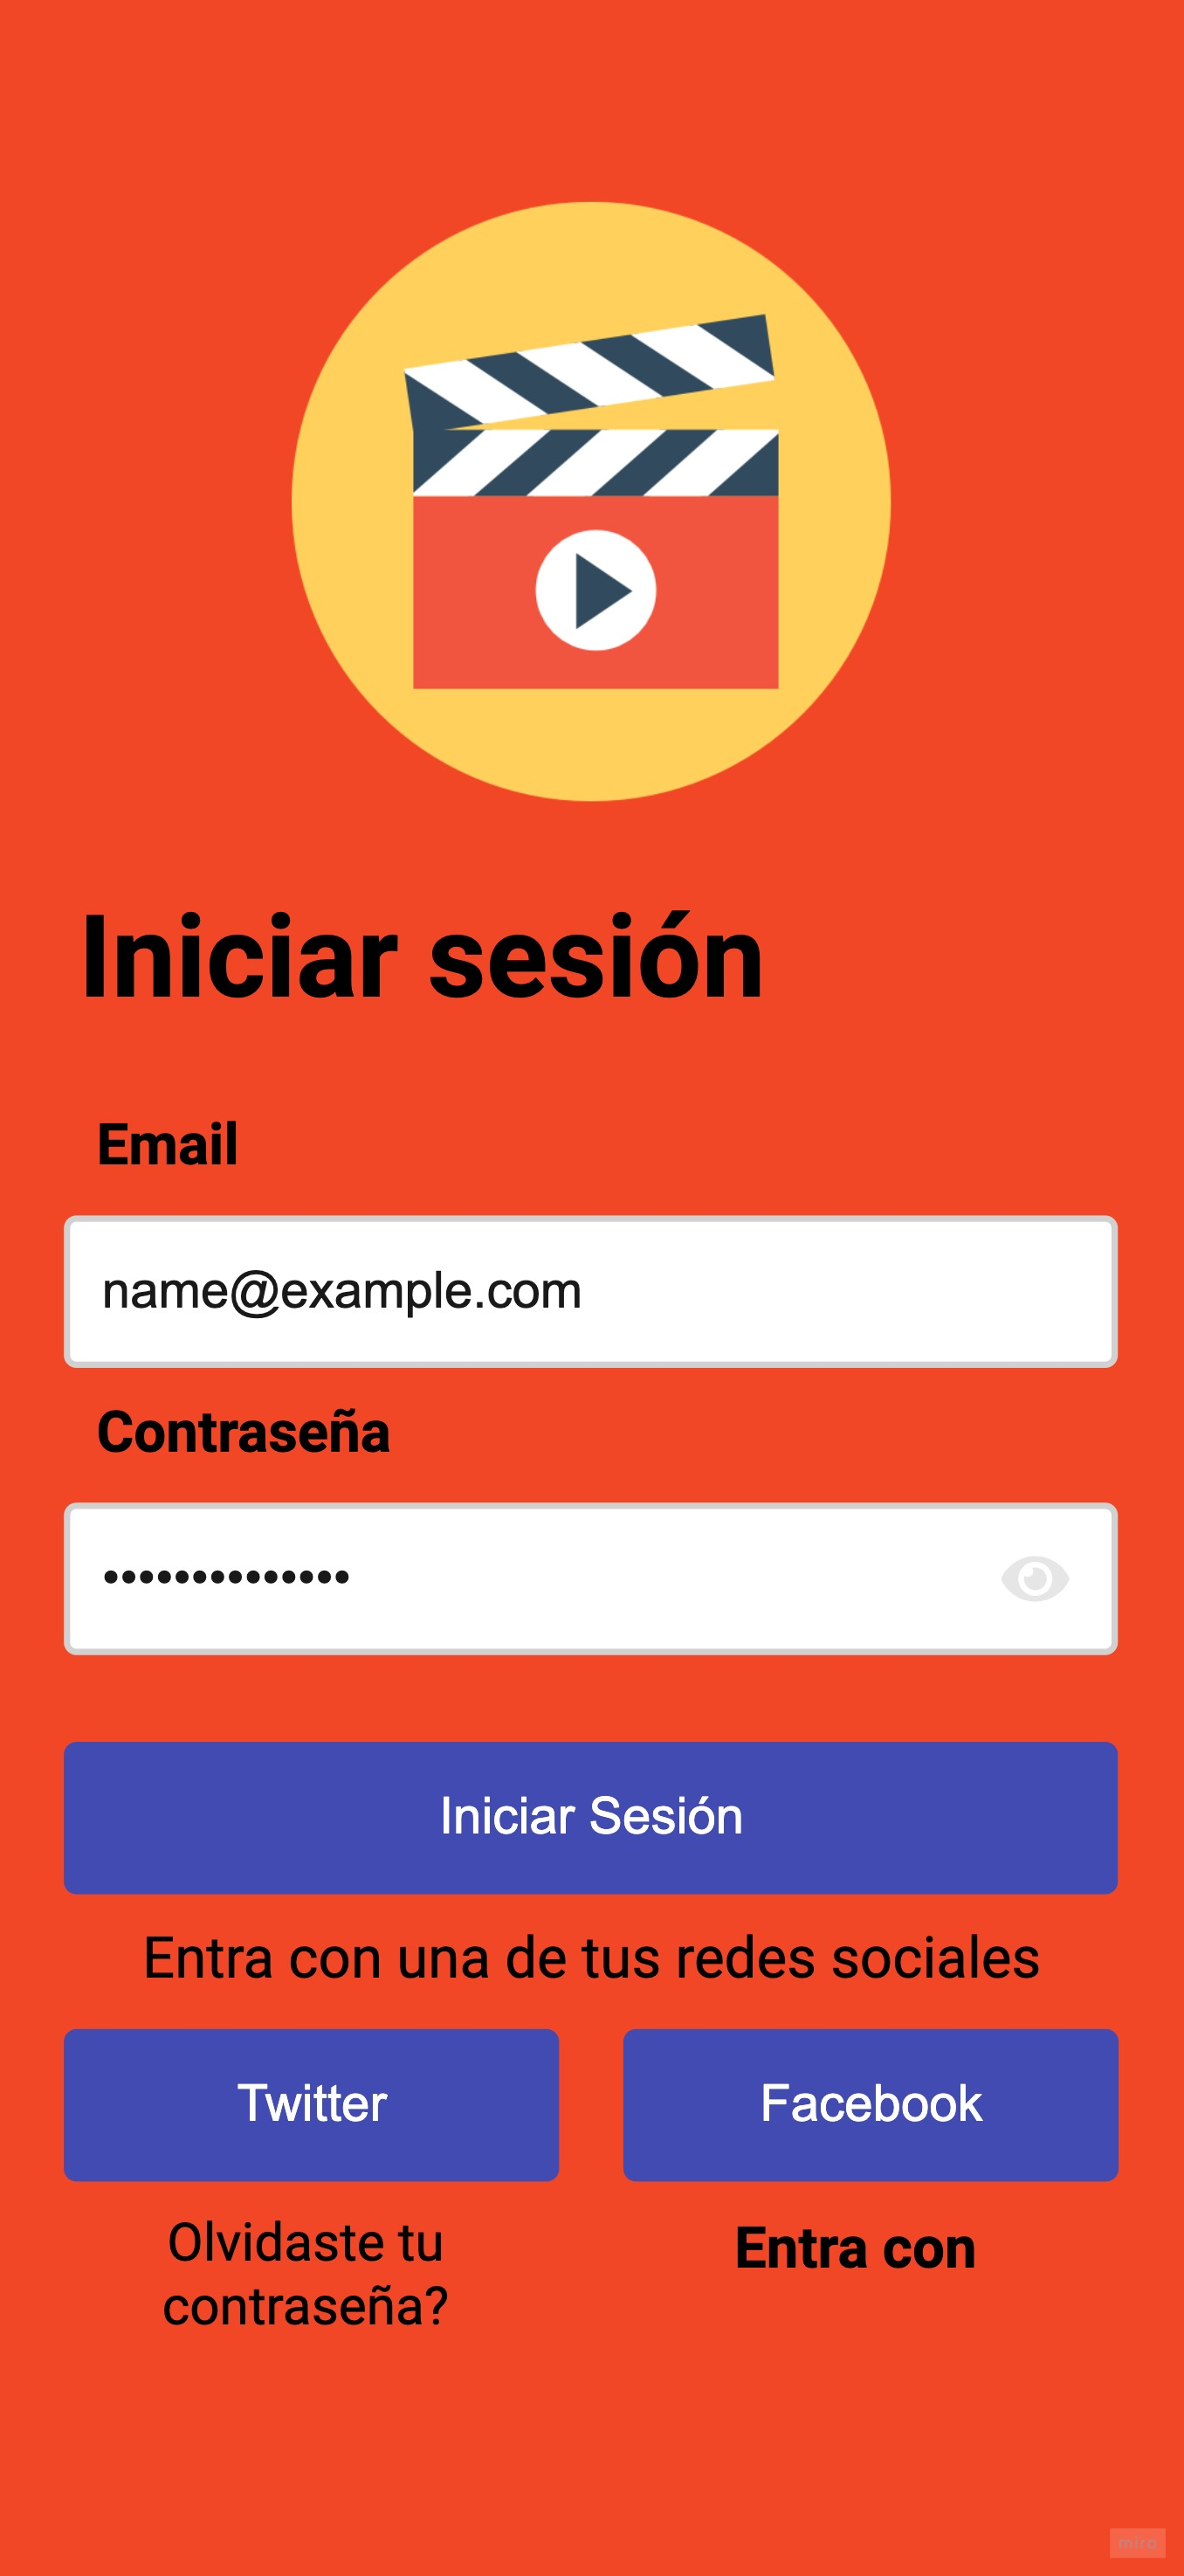 Iniciar sesión
Email
name@example.com
Contraseña
••••••••••••••
Iniciar Sesión
Entra con una de tus redes sociales
Twitter
Facebook
Olvidaste tu
contraseña?
Entra con
miro